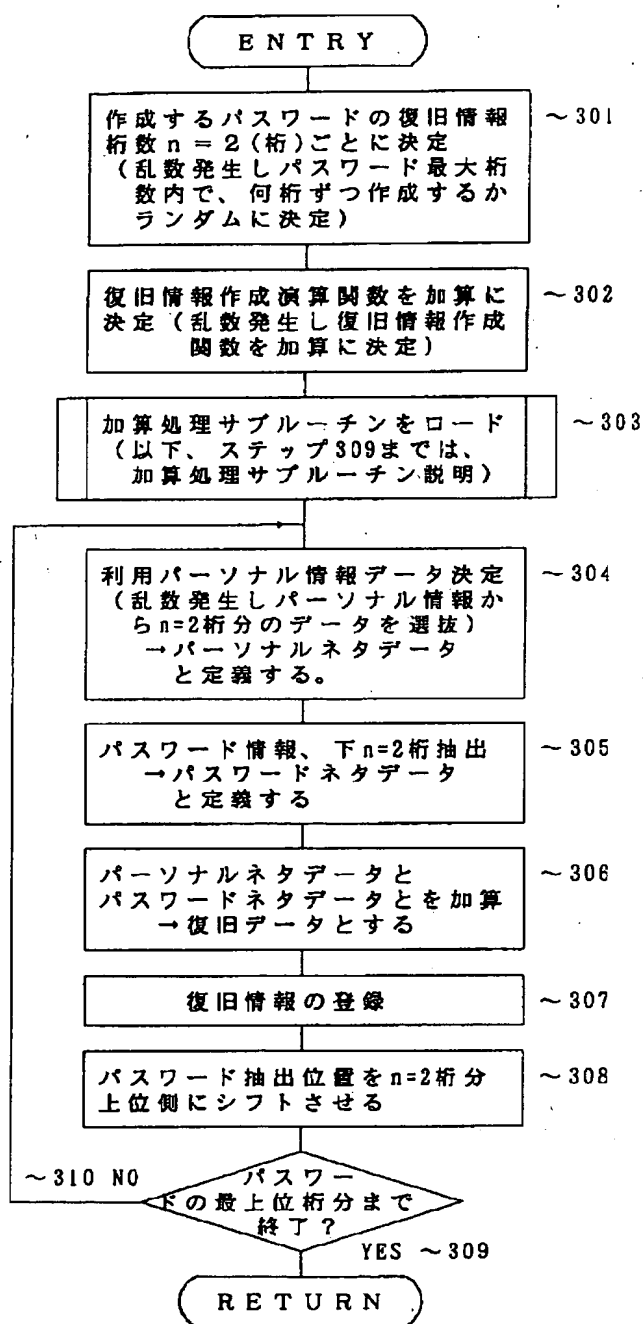 ENTRY
作成するパスワードの復旧情報 ~301
桁数n=2(桁)ごとに決定
(乱数発生しパスワード最大桁
数内で、何桁ずつ作成するか
ランダムに決定)
復旧情報作成演算関数を加算に ~302
決定(乱数発生し復旧情報作成
関数を加算に決定)
加算処理サブルーチンをロード ~303
(以下、ステップ309までは、
加算処理サブルーチン説明)
利用パーソナル情報データ決定 ~304
(乱数発生しパーソナル情報か
らn=2桁分のデータを選抜)
→パーソナルネタデータ
と定義する。
パスワード情報、下n=2桁抽出 ~305
→パスワードネタデータ
と定義する
パーソナルネタデータと ~306
パスワードネタデータとを加算
→復旧データとする
復旧情報の登録 ~307
パスワード抽出位置をn=2桁分 ~308
上位側にシフトさせる
~310 NO
パスワー
ドの最上位桁分まで
終了?
YES ~309
RETURN